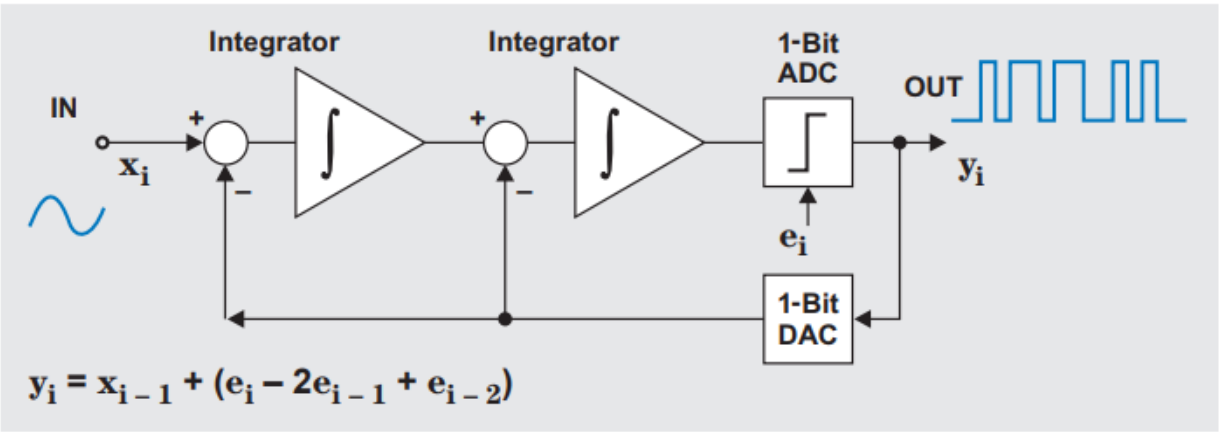 Integrator
Integrator
1-Bit
ADC
OUT
IN
+
+
xᵢ
−
−
yᵢ
eᵢ
1-Bit
DAC
yᵢ = xᵢ₋₁ + (eᵢ – 2eᵢ₋₁ + eᵢ₋₂)